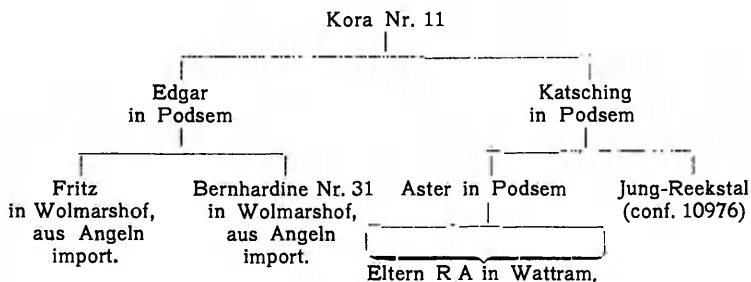 Kora Nr. 11
Edgar
in Podsem
Katsching
in Podsem
Fritz
in Wolmarshof,
aus Angeln
import.
Bernhardine Nr. 31
in Wolmarshof,
aus Angeln
import.
Aster in Podsem
Jung-Reekstal
(conf. 10976)
Eltern R A in Wattram.